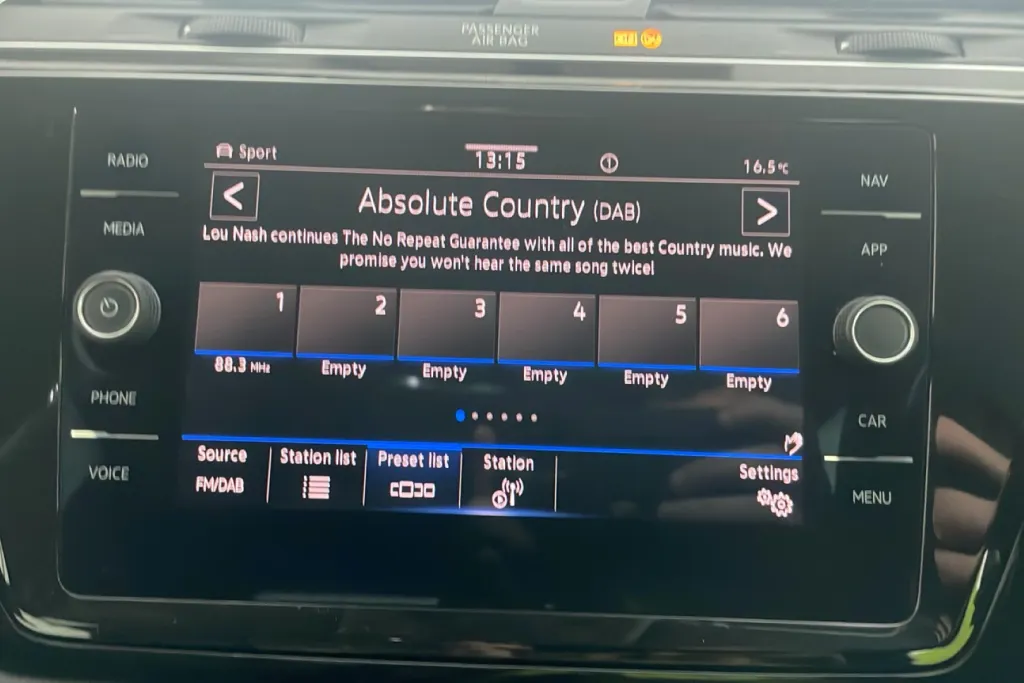 PASSENGER
AIR BAG
RADIO
MEDIA
PHONE
VOICE
Sport
13:15
16.5°C
<
Absolute Country (DAB)
>
Lou Nash continues The No Repeat Guarantee with all of the best Country music. We
promise you won't hear the same song twice!
1
2
3
4
5
6
88.3 MHz
Empty
Empty
Empty
Empty
Empty
Source
FM/DAB
Station list
Preset list
Station
Settings
NAV
APP
CAR
MENU